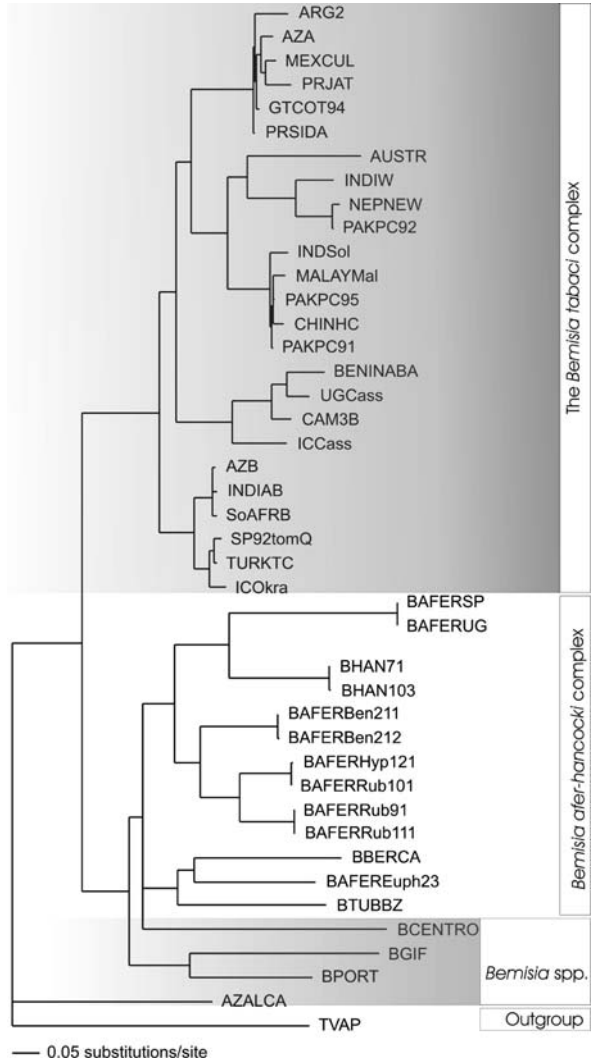 ARG2
AZA
MEXCUL
PRJAT
GTCOT94
PRSIDA
AUSTR
INDIW
NEPNEW
PAKPC92
INDSol
MALAYMal
PAKPC95
CHINHC
PAKPC91
BENINABA
UGCass
CAM3B
ICCass
AZB
INDIAB
SoAFRB
SP92tomQ
TURKTC
ICOkra
The Bemisia tabaci complex
BAFERSP
BAFERUG
BHAN71
BHAN103
BAFERBen211
BAFERBen212
BAFERHyp121
BAFERRub101
BAFERRub91
BAFERRub111
BBERCA
BAFEREuph23
BTUBBZ
Bemisia afer-hancocki complex
BCENTRO
BGIF
BPORT
Bemisia spp.
AZALCA
TVAP
Outgroup
0.05 substitutions/site